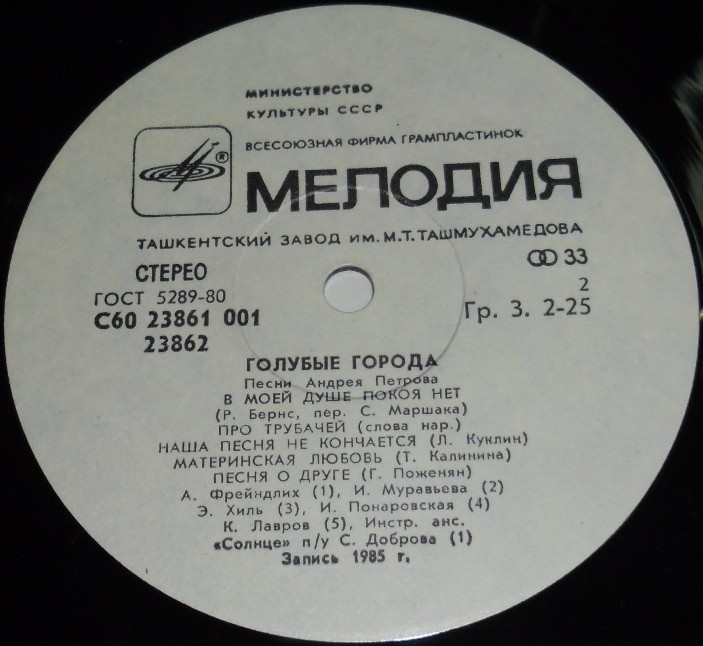 МИНИСТЕРСТВО
КУЛЬТУРЫ СССР
ВСЕСОЮЗНАЯ ФИРМА ГРАМПЛАСТИНОК
®
МЕЛОДИЯ
ТАШКЕНТСКИЙ ЗАВОД ИМ. М.Т. ТАШМУХАМЕДОВА
СТЕРЕО
33
ГОСТ 5289-80
2
С60 23861 001
Гр. 3. 2-25
23862
ГОЛУБЫЕ ГОРОДА
Песни Андрея Петрова
В МОЕЙ ДУШЕ ПОКОЯ НЕТ
(Р. Бернс, пер. С. Маршака)
ПРО ТРУБАЧЕЙ (слова нар.)
НАША ПЕСНЯ НЕ КОНЧАЕТСЯ (Л. Куклин)
МАТЕРИНСКАЯ ЛЮБОВЬ (Т. Калинина)
ПЕСНЯ О ДРУГЕ (Г. Поженян)
А. Фрейндлих (1), И. Муравьева (2)
Э. Хиль (3), И. Понаровская (4)
К. Лавров (5), Инстр. анс.
«Солнце» п/у С. Доброва (1)
Запись 1985 г.